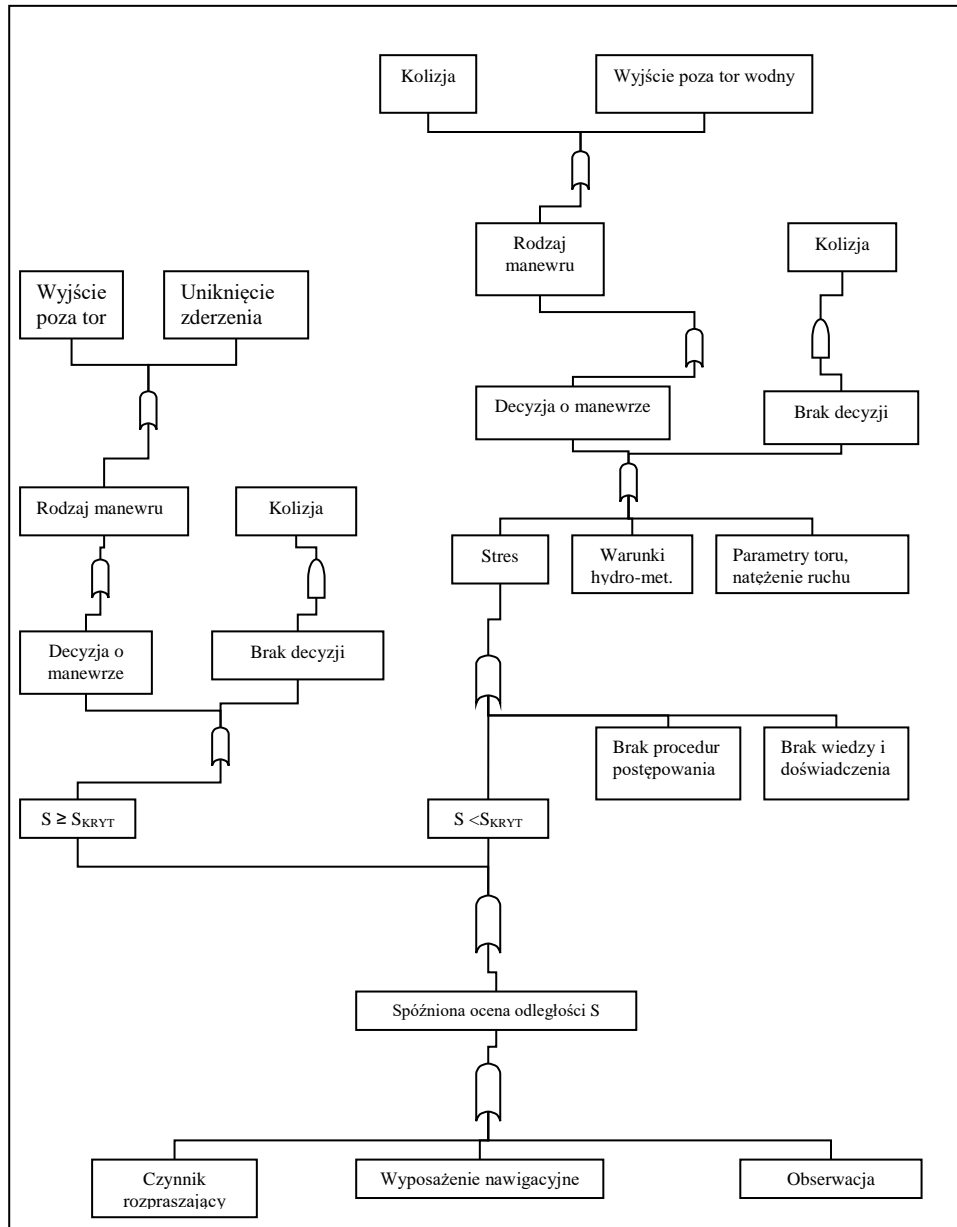 Kolizja
Wyjście poza tor wodny
Rodzaj
manewru
Kolizja
Wyjście
poza tor
Uniknięcie
zderzenia
Decyzja o manewrze
Brak decyzji
Rodzaj manewru
Kolizja
Stres
Warunki
hydro-met.
Parametry toru,
natężenie ruchu
Decyzja o
manewrze
Brak decyzji
Brak procedur
postępowania
Brak wiedzy i
doświadczenia
S ≥ SKRYT
S <SKRYT
Spóźniona ocena odległości S
Czynnik
rozpraszający
Wyposażenie nawigacyjne
Obserwacja